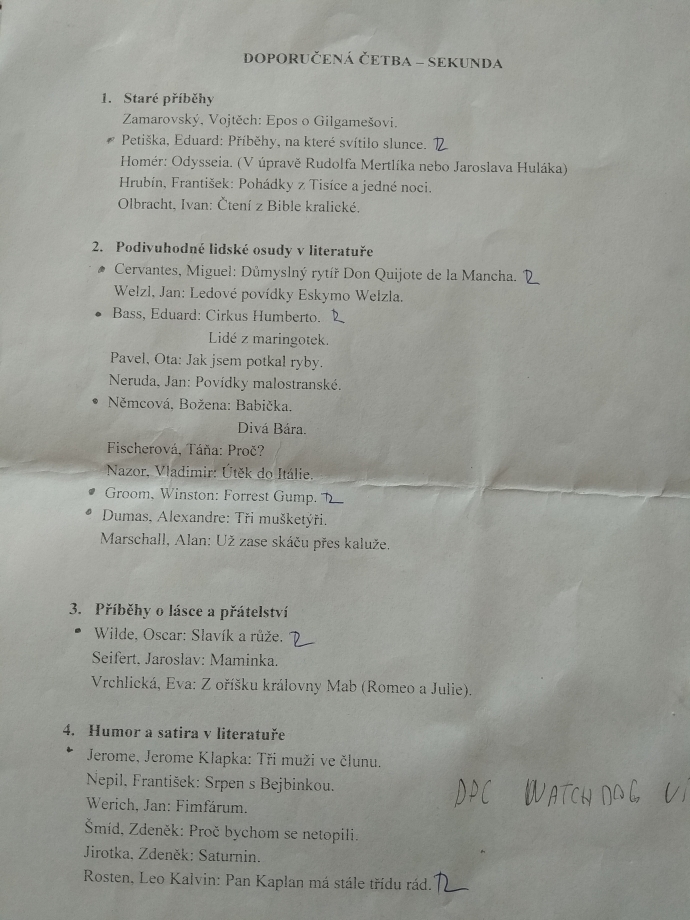 DOPORUČENÁ ČETBA – SEKUNDA
1. Staré příběhy
Zamarovský, Vojtěch: Epos o Gilgamešovi.
Petiška, Eduard: Příběhy, na které svítilo slunce.
Homér: Odysseia. (V úpravě Rudolfa Mertlíka nebo Jaroslava Huláka)
Hrubín, František: Pohádky z Tisíce a jedné noci.
Olbracht, Ivan: Čtení z Bible kralické.
2. Podivuhodné lidské osudy v literatuře
Cervantes, Miguel: Důmyslný rytíř Don Quijote de la Mancha.
Welzl, Jan: Ledové povídky Eskymo Welzla.
Bass, Eduard: Cirkus Humberto.
Lidé z maringotek.
Pavel, Ota: Jak jsem potkal ryby.
Neruda, Jan: Povídky malostranské.
Němcová, Božena: Babička.
Divá Bára.
Fischerová, Táňa: Proč?
Nazor, Vladimir: Útěk do Itálie.
Groom, Winston: Forrest Gump.
Dumas, Alexandre: Tři mušketýři.
Marschall, Alan: Už zase skáču přes kaluže.
3. Příběhy o lásce a přátelství
Wilde, Oscar: Slavík a růže.
Seifert, Jaroslav: Maminka.
Vrchlická, Eva: Z oříšku královny Mab (Romeo a Julie).
4. Humor a satira v literatuře
Jerome, Jerome Klapka: Tři muži ve člunu.
Nepil, František: Srpen s Bejbinkou.
Werich, Jan: Fimfárum.
DPC WATCHDOG VI
Šmíd, Zdeněk: Proč bychom se netopili.
Jirotka, Zdeněk: Saturnin.
Rosten, Leo Kalvin: Pan Kaplan má stále třídu rád.